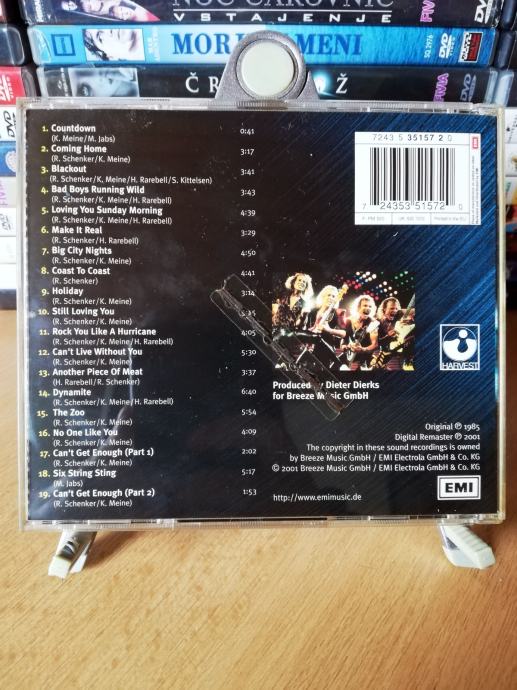 NOČ ČAROVNIC
VSTAJENJE
DVD
DVD
1. Countdown 0:41
(K. Meine/M. Jabs)
2. Coming Home 3:17
(R. Schenker/K. Meine)
3. Blackout 3:41
(R. Schenker/K. Meine/H. Rarebell/S. Kittelsen)
4. Bad Boys Running Wild 3:43
(R. Schenker/K. Meine/H. Rarebell)
5. Loving You Sunday Morning 4:39
(R. Schenker/K. Meine/H. Rarebell)
6. Make It Real 3:29
(R. Schenker/H. Rarebell)
7. Big City Nights 4:50
(R. Schenker/K. Meine)
8. Coast To Coast 4:41
(R. Schenker)
9. Holiday 3:14
(R. Schenker/K. Meine)
10. Still Loving You
(R. Schenker/K. Meine)
11. Rock You Like A Hurricane 4:05
(R. Schenker/K. Meine/H. Rarebell)
12. Can't Live Without You 5:30
(R. Schenker/K. Meine)
13. Another Piece Of Meat 3:37
(H. Rarebell/R. Schenker)
14. Dynamite 6:40
(R. Schenker/K. Meine/H. Rarebell)
15. The Zoo 5:54
(R. Schenker/K. Meine)
16. No One Like You 4:09
(R. Schenker/K. Meine)
17. Can't Get Enough (Part 1) 2:02
(R. Schenker/K. Meine)
18. Six String Sting 5:17
(M. Jabs)
19. Can't Get Enough (Part 2) 1:53
(R. Schenker/K. Meine)
7243 5 35157 2 0
7 24353 51572 0
EMI
HARVEST
Produced by Dieter Dierks
for Breeze Music GmbH
Original ℗ 1985
Digital Remaster ℗ 2001
The copyright in these sound recordings is owned
by Breeze Music GmbH / EMI Electrola GmbH & Co. KG
© 2001 Breeze Music GmbH / EMI Electrola GmbH & Co. KG
http://www.emimusic.de
EMI